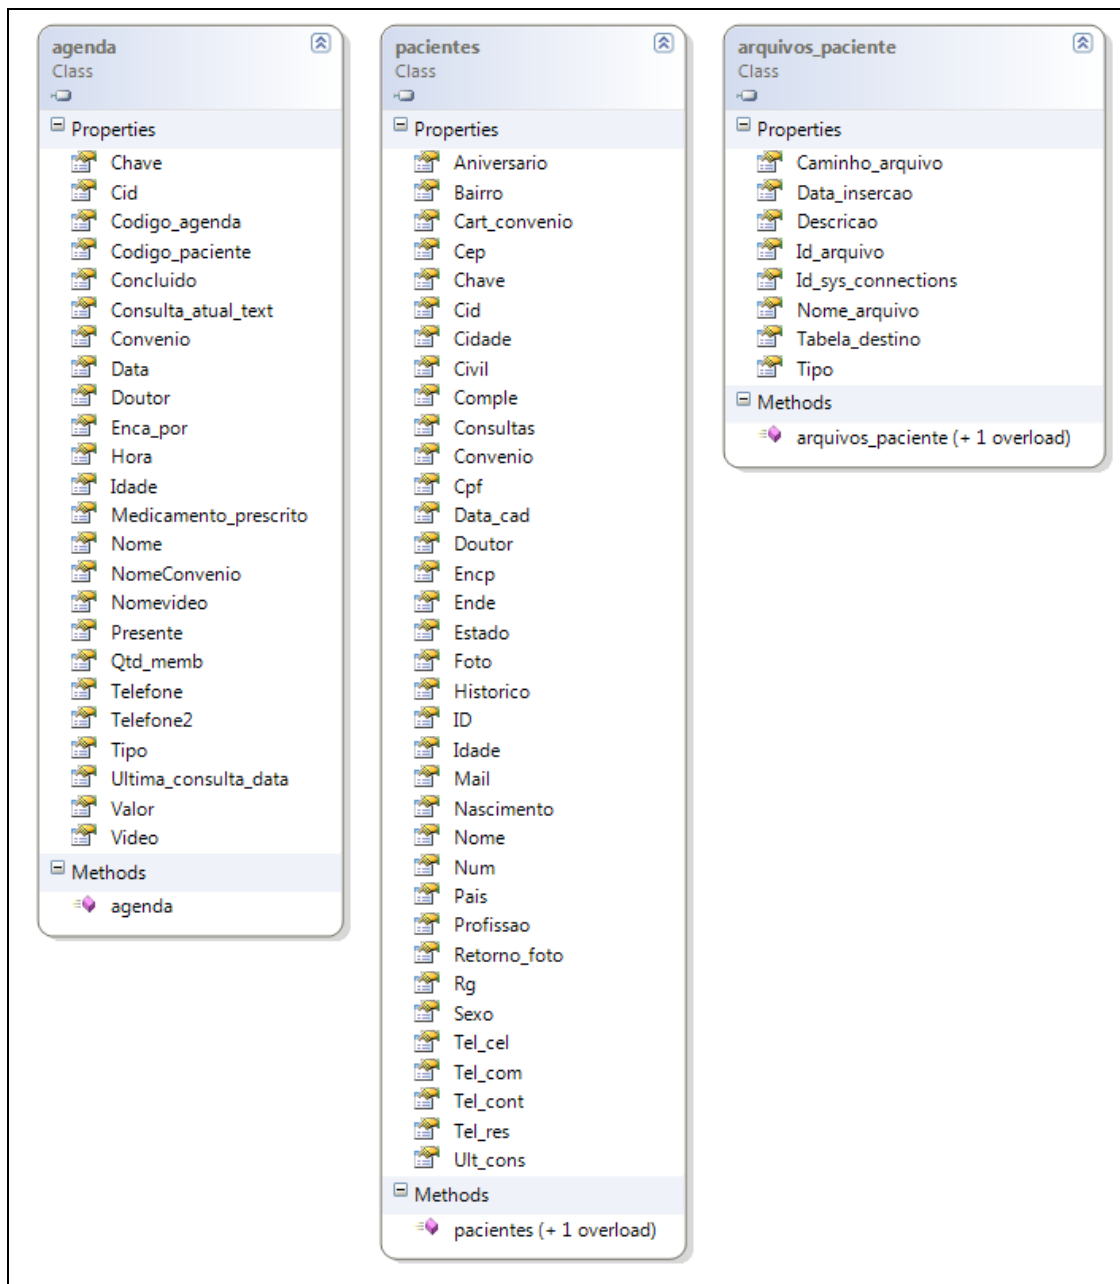 agenda
Class
Properties
Chave
Cid
Codigo_agenda
Codigo_paciente
Concluido
Consulta_atual_text
Convenio
Data
Doutor
Enca_por
Hora
Idade
Medicamento_prescrito
Nome
NomeConvenio
Nomevideo
Presente
Qtd_memb
Telefone
Telefone2
Tipo
Ultima_consulta_data
Valor
Video
Methods
agenda
pacientes
Class
Properties
Aniversario
Bairro
Cart_convenio
Cep
Chave
Cid
Cidade
Civil
Comple
Consultas
Convenio
Cpf
Data_cad
Doutor
Encp
Ende
Estado
Foto
Historico
ID
Idade
Mail
Nascimento
Nome
Num
Pais
Profissao
Retorno_foto
Rg
Sexo
Tel_cel
Tel_com
Tel_cont
Tel_res
Ult_cons
Methods
pacientes (+ 1 overload)
arquivos_paciente
Class
Properties
Caminho_arquivo
Data_insercao
Descricao
Id_arquivo
Id_sys_connections
Nome_arquivo
Tabela_destino
Tipo
Methods
arquivos_paciente (+ 1 overload)